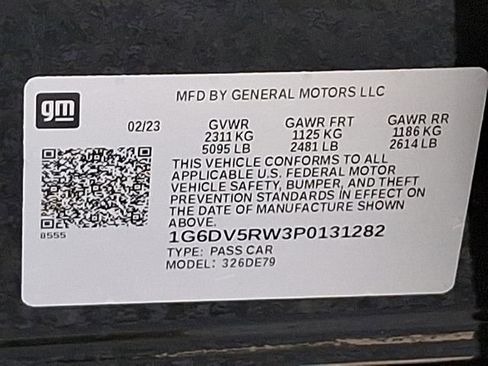 gm
MFD BY GENERAL MOTORS LLC
02/23 GVWR GAWR FRT GAWR RR
2311 KG 1125 KG 1186 KG
5095 LB 2481 LB 2614 LB
THIS VEHICLE CONFORMS TO ALL
APPLICABLE U.S. FEDERAL MOTOR
VEHICLE SAFETY, BUMPER, AND THEFT
PREVENTION STANDARDS IN EFFECT ON
THE DATE OF MANUFACTURE SHOWN
ABOVE.
8555
1G6DV5RW3P0131282
TYPE: PASS CAR
MODEL: 326DE79